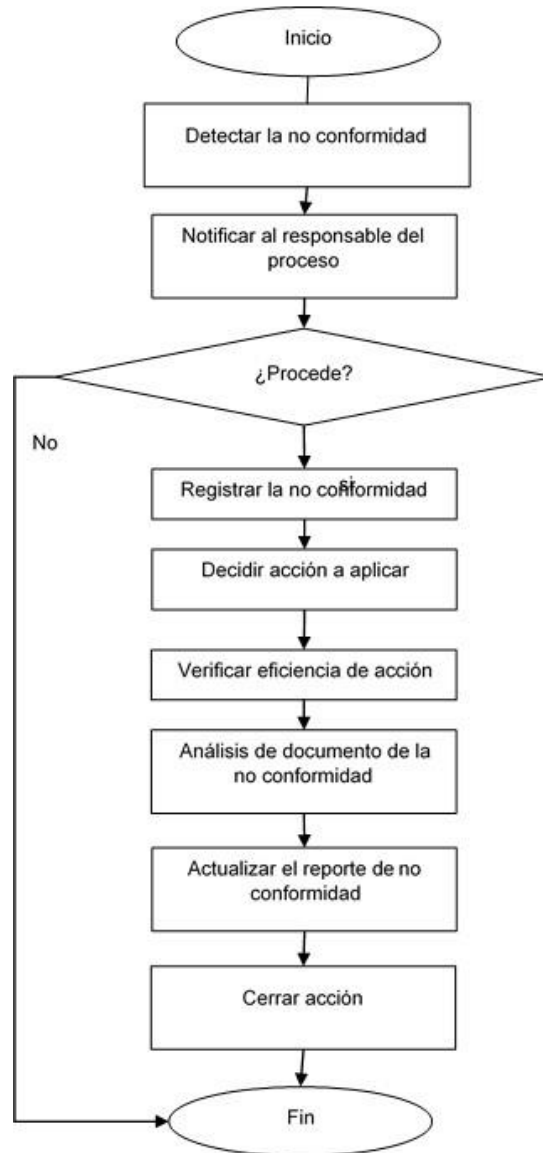 Inicio
Detectar la no conformidad
Notificar al responsable del
proceso
¿Procede?
No
si
Registrar la no conformidad
Decidir acción a aplicar
Verificar eficiencia de acción
Análisis de documento de la
no conformidad
Actualizar el reporte de no
conformidad
Cerrar acción
Fin